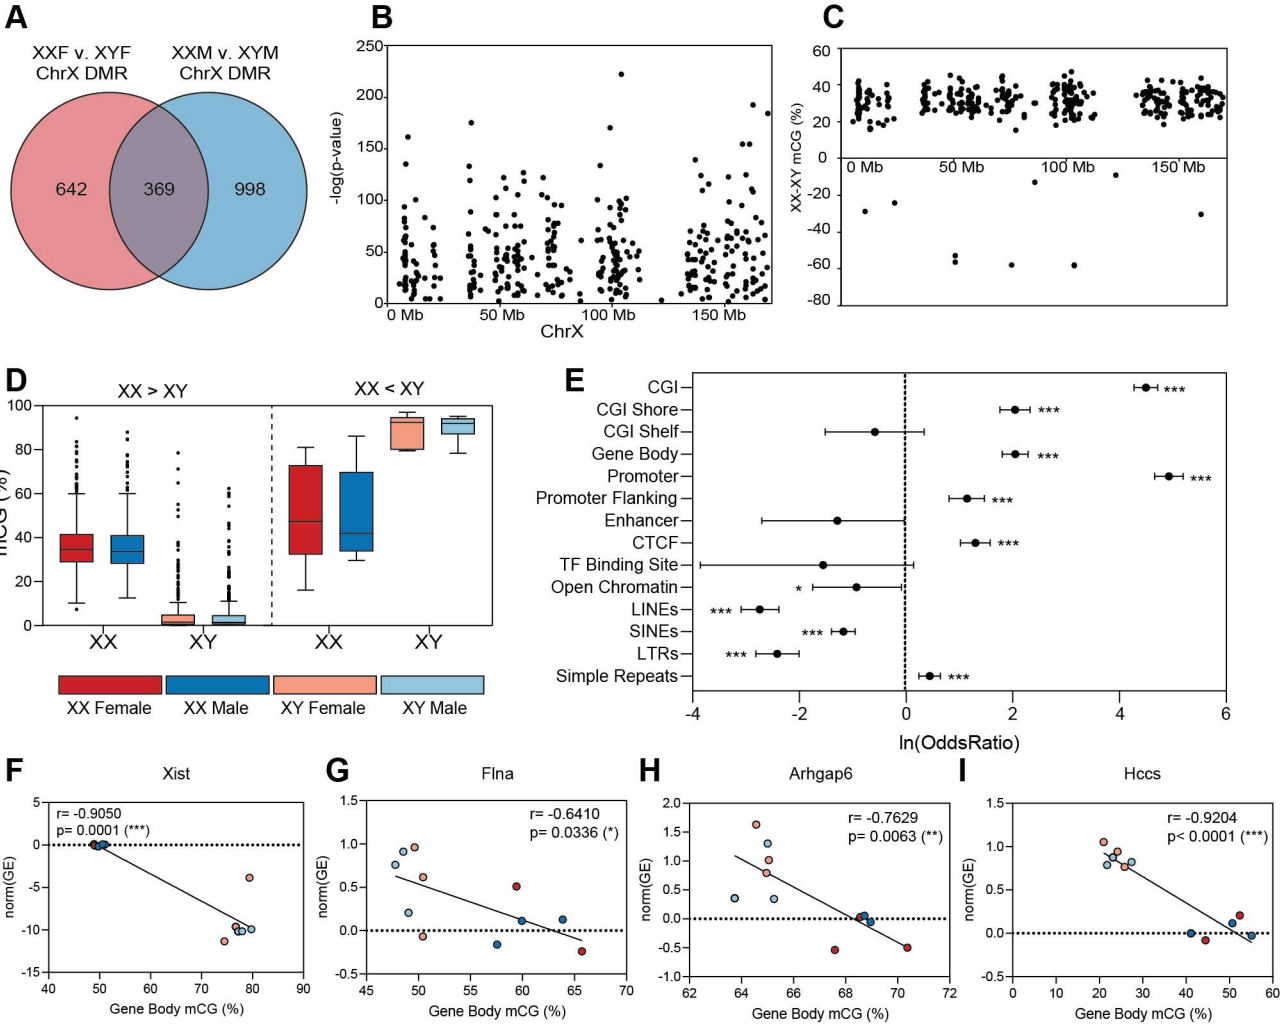 A
XXF v. XYF
ChrX DMR
XXM v. XYM
ChrX DMR
642
369
998
B
250
200
150
100
50
0
-log(p-value)
0 Mb
50 Mb
100 Mb
150 Mb
ChrX
C
60
40
20
0
-20
-40
-60
-80
XX-XY mCG (%)
0 Mb
50 Mb
100 Mb
150 Mb
D
XX > XY
XX < XY
100
80
60
40
20
0
mCG (%)
XX
XY
XX
XY
XX Female
XX Male
XY Female
XY Male
E
CGI
***
CGI Shore
***
CGI Shelf
Gene Body
***
Promoter
***
Promoter Flanking
***
Enhancer
CTCF
***
TF Binding Site
Open Chromatin
*
LINEs
***
SINEs
***
LTRs
***
Simple Repeats
***
-4
-2
0
2
4
6
ln(OddsRatio)
F
Xist
r= -0.9050
p= 0.0001 (***)
5
0
-5
-10
-15
norm(GE)
40
50
60
70
80
90
Gene Body mCG (%)
G
Flna
r= -0.6410
p= 0.0336 (*)
1.5
1.0
0.5
0.0
-0.5
norm(GE)
45
50
55
60
65
70
Gene Body mCG (%)
H
Arhgap6
r= -0.7629
p= 0.0063 (**)
2.0
1.5
1.0
0.5
0.0
-0.5
-1.0
norm(GE)
62
64
66
68
70
72
Gene Body mCG (%)
I
Hccs
r= -0.9204
p< 0.0001 (***)
1.5
1.0
0.5
0.0
-0.5
norm(GE)
0
10
20
30
40
50
60
Gene Body mCG (%)